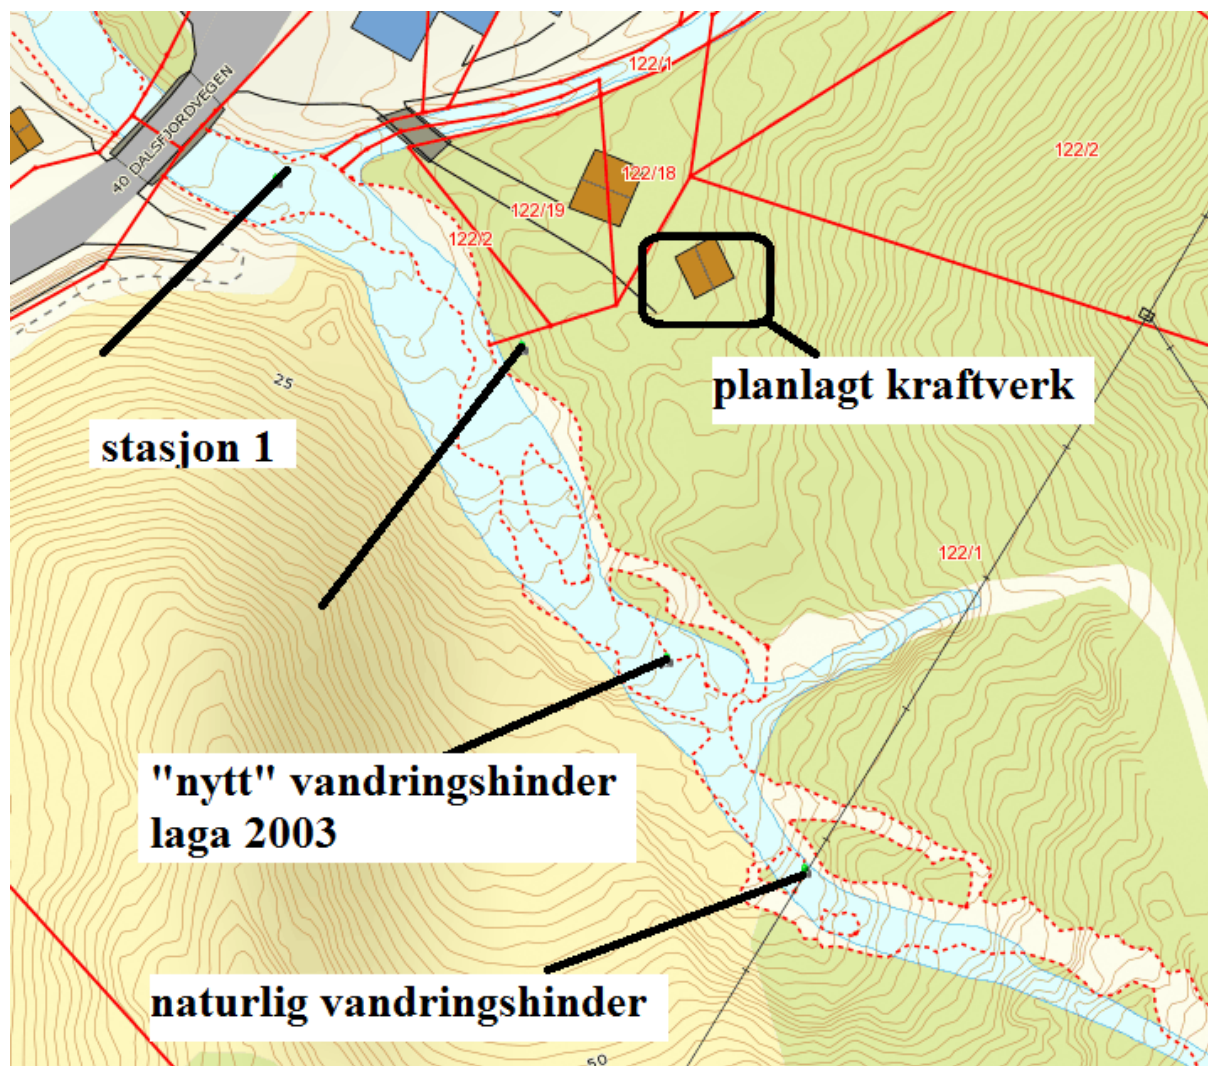 122/1
40 DALSFJORDVEGEN
122/2
122/18
122/19
122/2
planlagt kraftverk
25
stasjon 1
122/1
"nytt" vandringshinder
laga 2003
naturlig vandringshinder
50